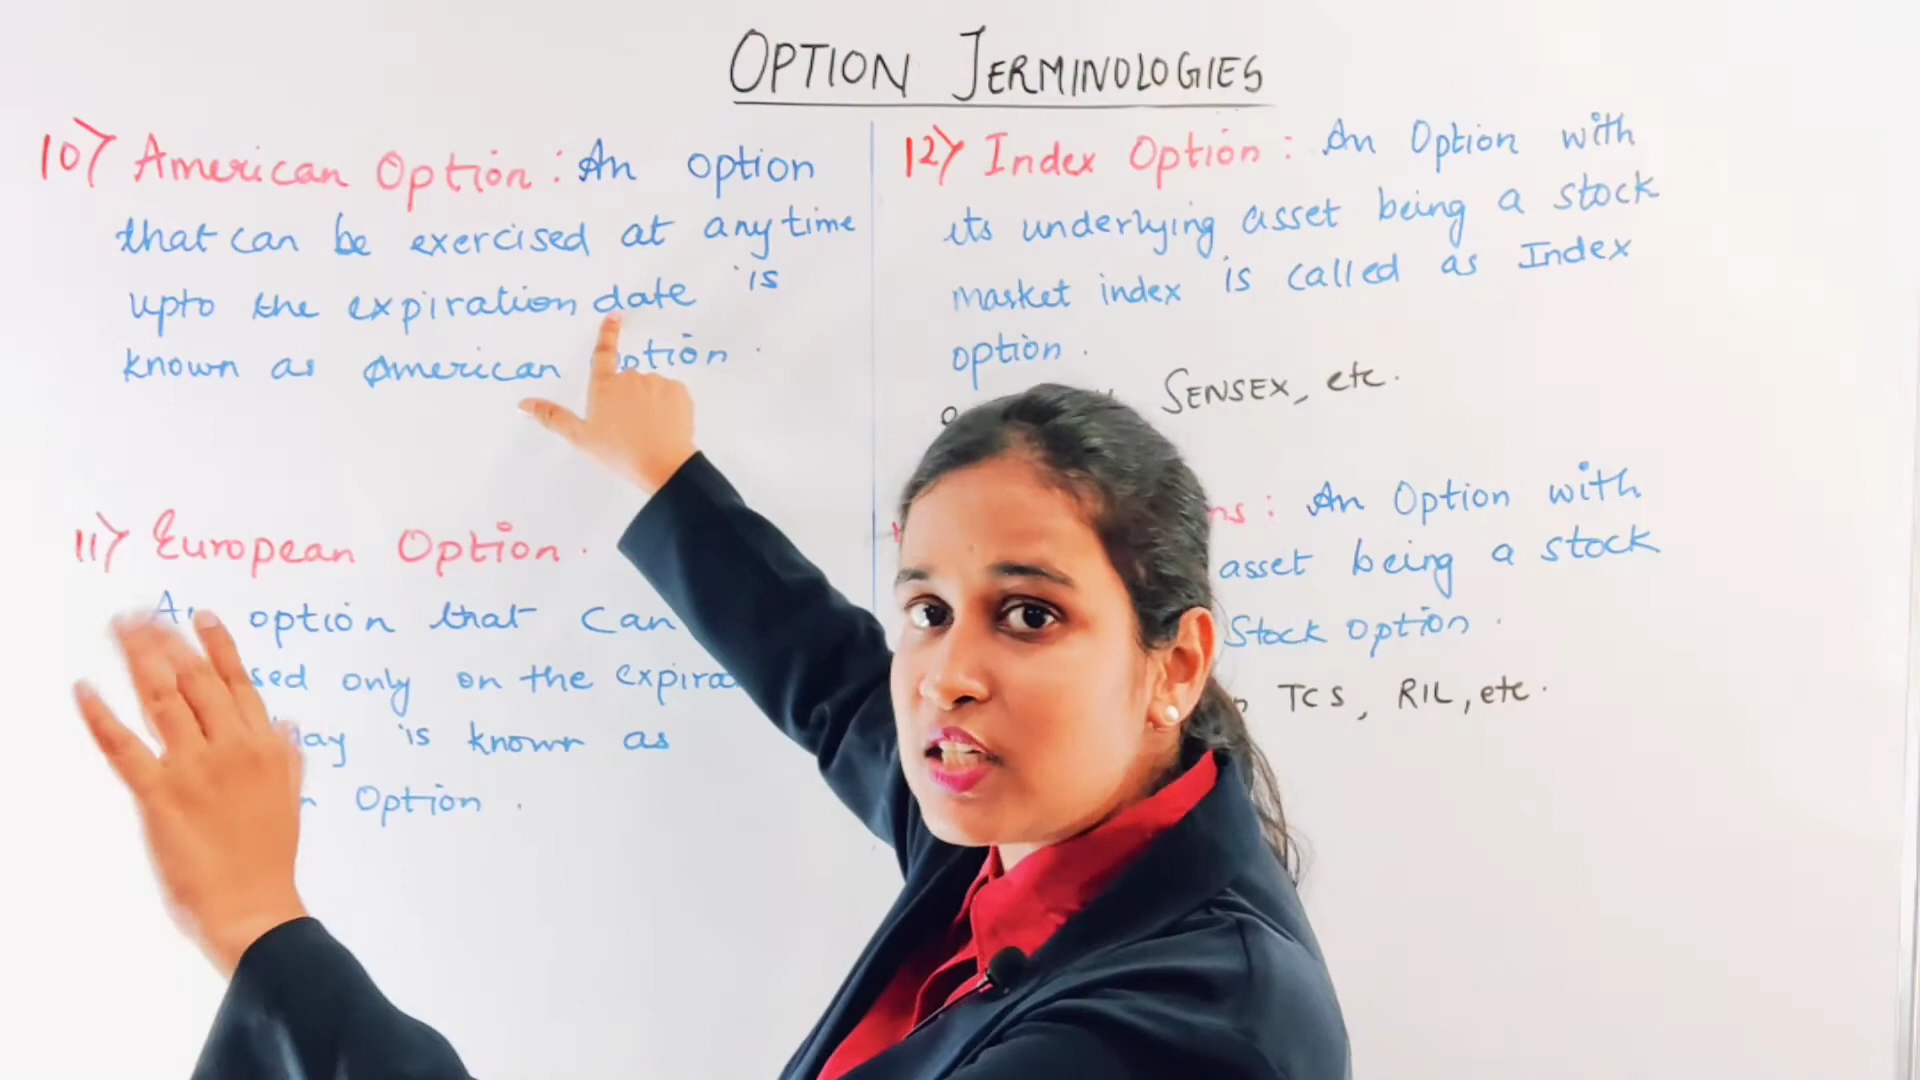 OPTION TERMINOLOGIES
10) American Option: An option
that can be exercised at any time
upto the expiration date is
known as American option.
11) European Option.
An option that can
only on the
is known as
Option.
12) Index Option: An Option with
its underlying asset being a stock
market index is called as Index
option.
SENSEX, etc.
: An Option with
asset being a stock
Stock Option.
TCS, RIL, etc.